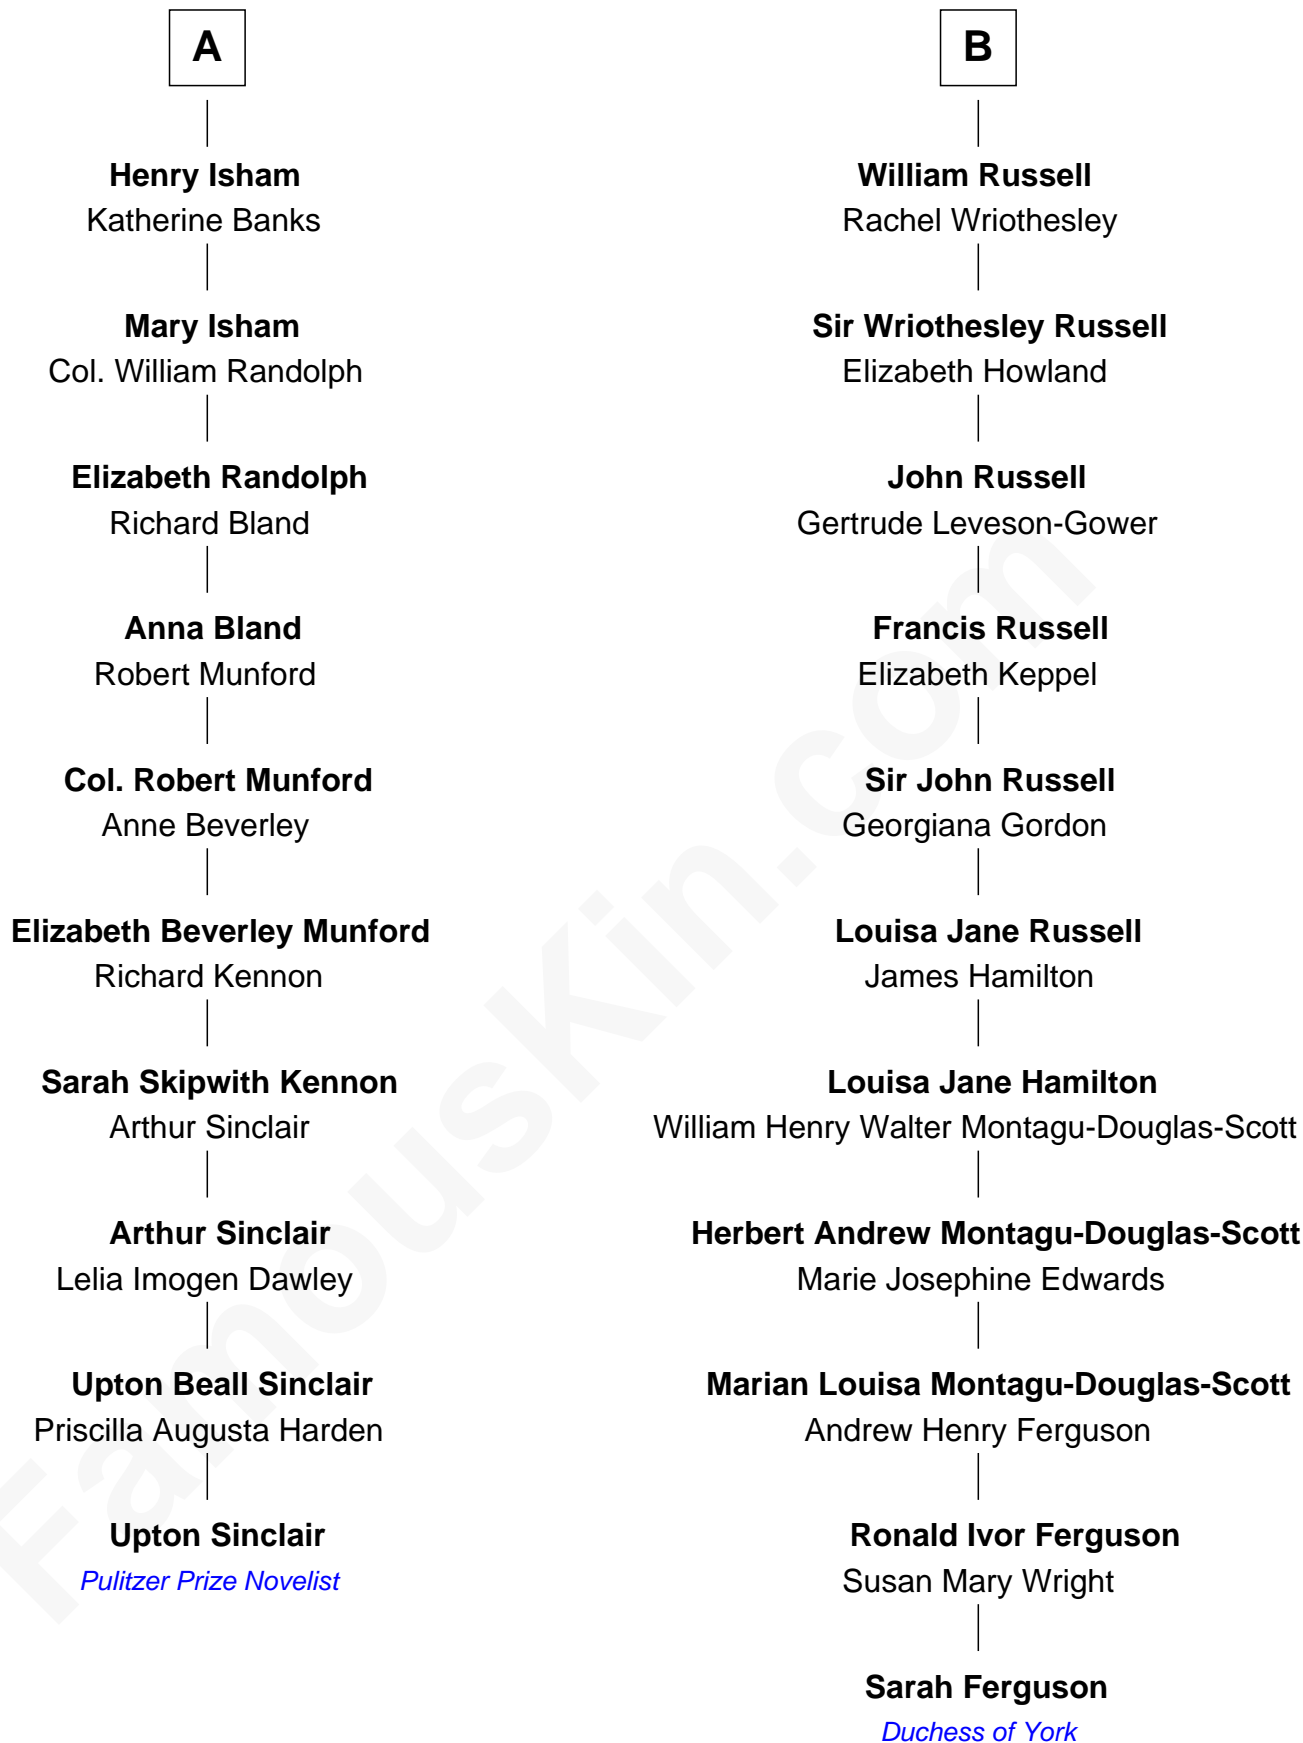 A
Henry Isham
Katherine Banks
Mary Isham
Col. William Randolph
Elizabeth Randolph
Richard Bland
Anna Bland
Robert Munford
Col. Robert Munford
Anne Beverley
Elizabeth Beverley Munford
Richard Kennon
Sarah Skipwith Kennon
Arthur Sinclair
Arthur Sinclair
Lelia Imogen Dawley
Upton Beall Sinclair
Priscilla Augusta Harden
Upton Sinclair
Pulitzer Prize Novelist
B
William Russell
Rachel Wriothesley
Sir Wriothesley Russell
Elizabeth Howland
John Russell
Gertrude Leveson-Gower
Francis Russell
Elizabeth Keppel
Sir John Russell
Georgiana Gordon
Louisa Jane Russell
James Hamilton
Louisa Jane Hamilton
William Henry Walter Montagu-Douglas-Scott
Herbert Andrew Montagu-Douglas-Scott
Marie Josephine Edwards
Marian Louisa Montagu-Douglas-Scott
Andrew Henry Ferguson
Ronald Ivor Ferguson
Susan Mary Wright
Sarah Ferguson
Duchess of York
FamousKin.com